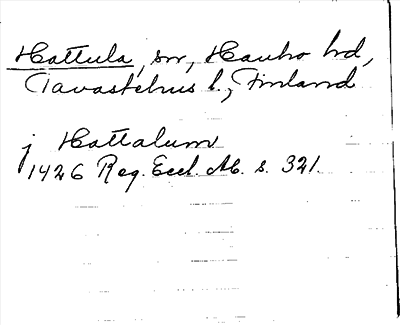 Hattula, sn, Hauho hd,
Tavastehus l., Finland
j Hattalum
1426 Reg. Eccl. Ab. s. 321.